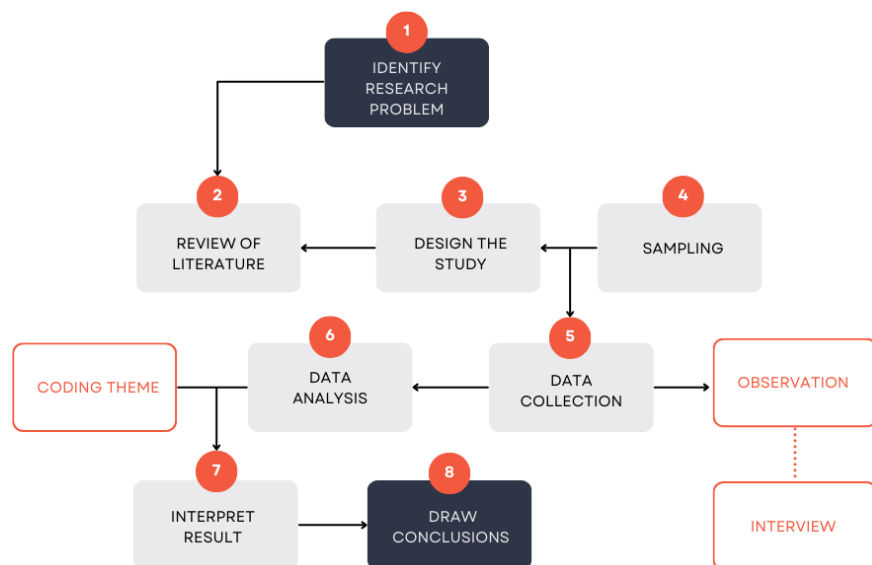 1
IDENTIFY
RESEARCH
PROBLEM
2
REVIEW OF
LITERATURE
3
DESIGN THE
STUDY
4
SAMPLING
CODING THEME
6
DATA
ANALYSIS
5
DATA
COLLECTION
OBSERVATION
7
INTERPRET
RESULT
8
DRAW
CONCLUSIONS
INTERVIEW